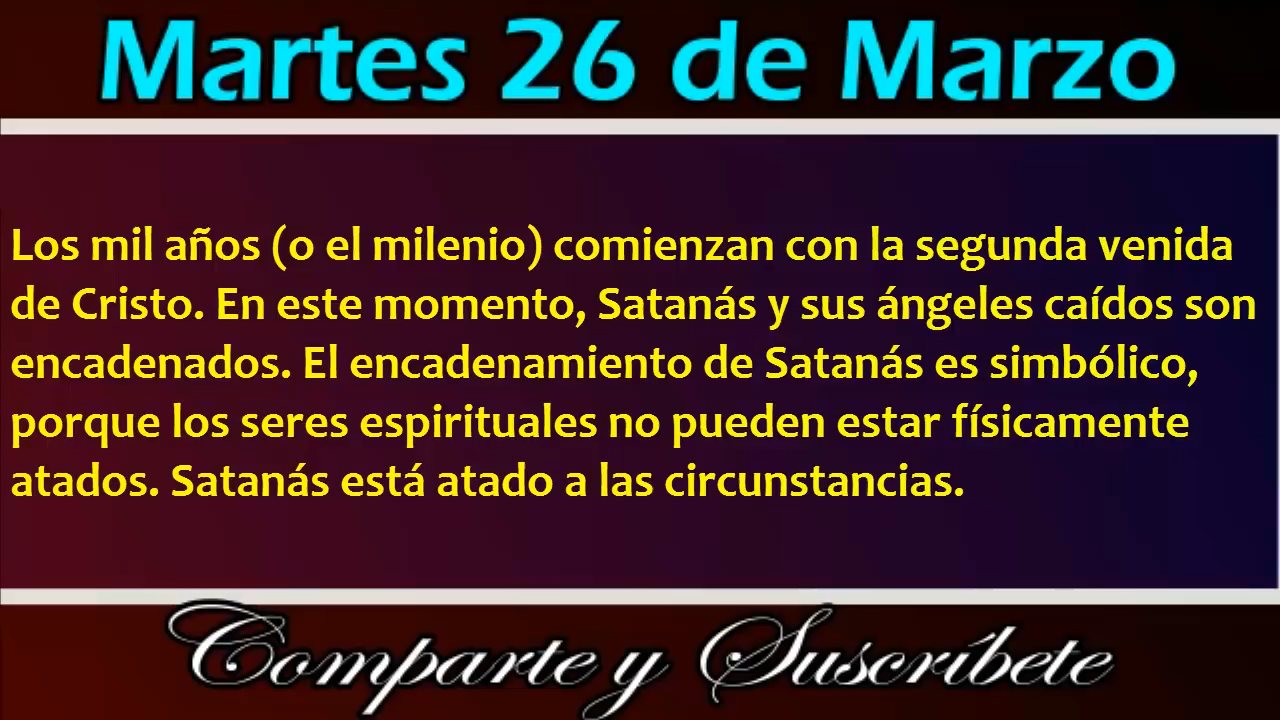 Martes 26 de Marzo
Los mil años (o el milenio) comienzan con la segunda venida
de Cristo. En este momento, Satanás y sus ángeles caídos son
encadenados. El encadenamiento de Satanás es simbólico,
porque los seres espirituales no pueden estar físicamente
atados. Satanás está atado a las circunstancias.
Comparte y Suscríbete